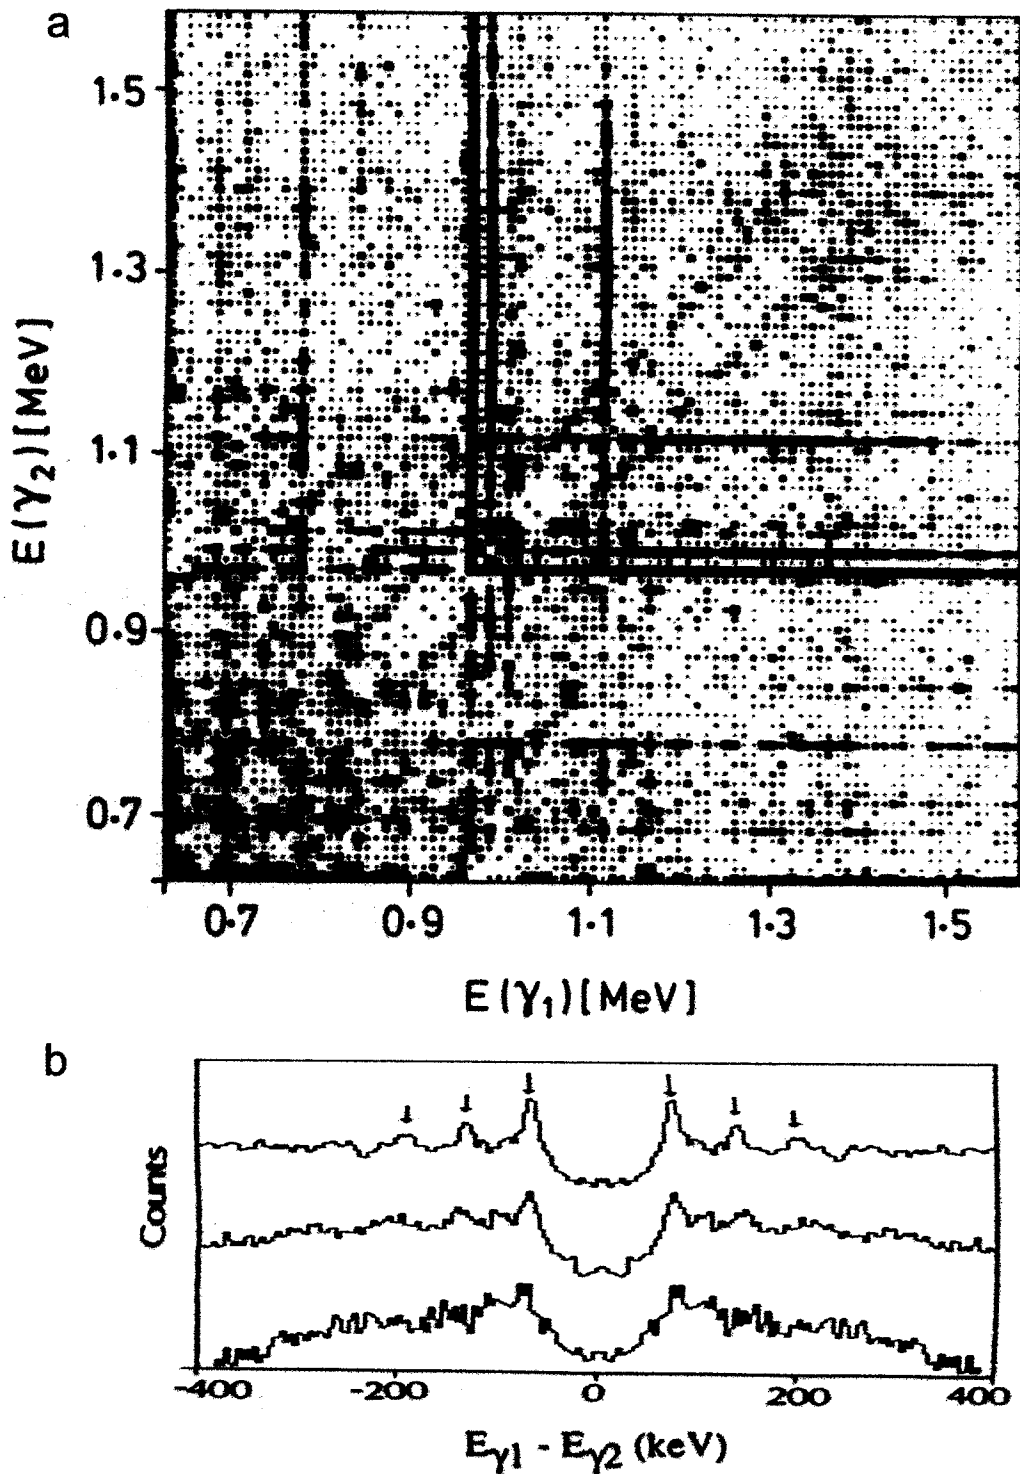 a
1.5
1.3
1.1
0.9
0.7
E(γ2)[MeV]
0.7 0.9 1.1 1.3 1.5
E(γ1)[MeV]
b
Counts
-400 -200 0 200 400
Eγ1 - Eγ2 (keV)